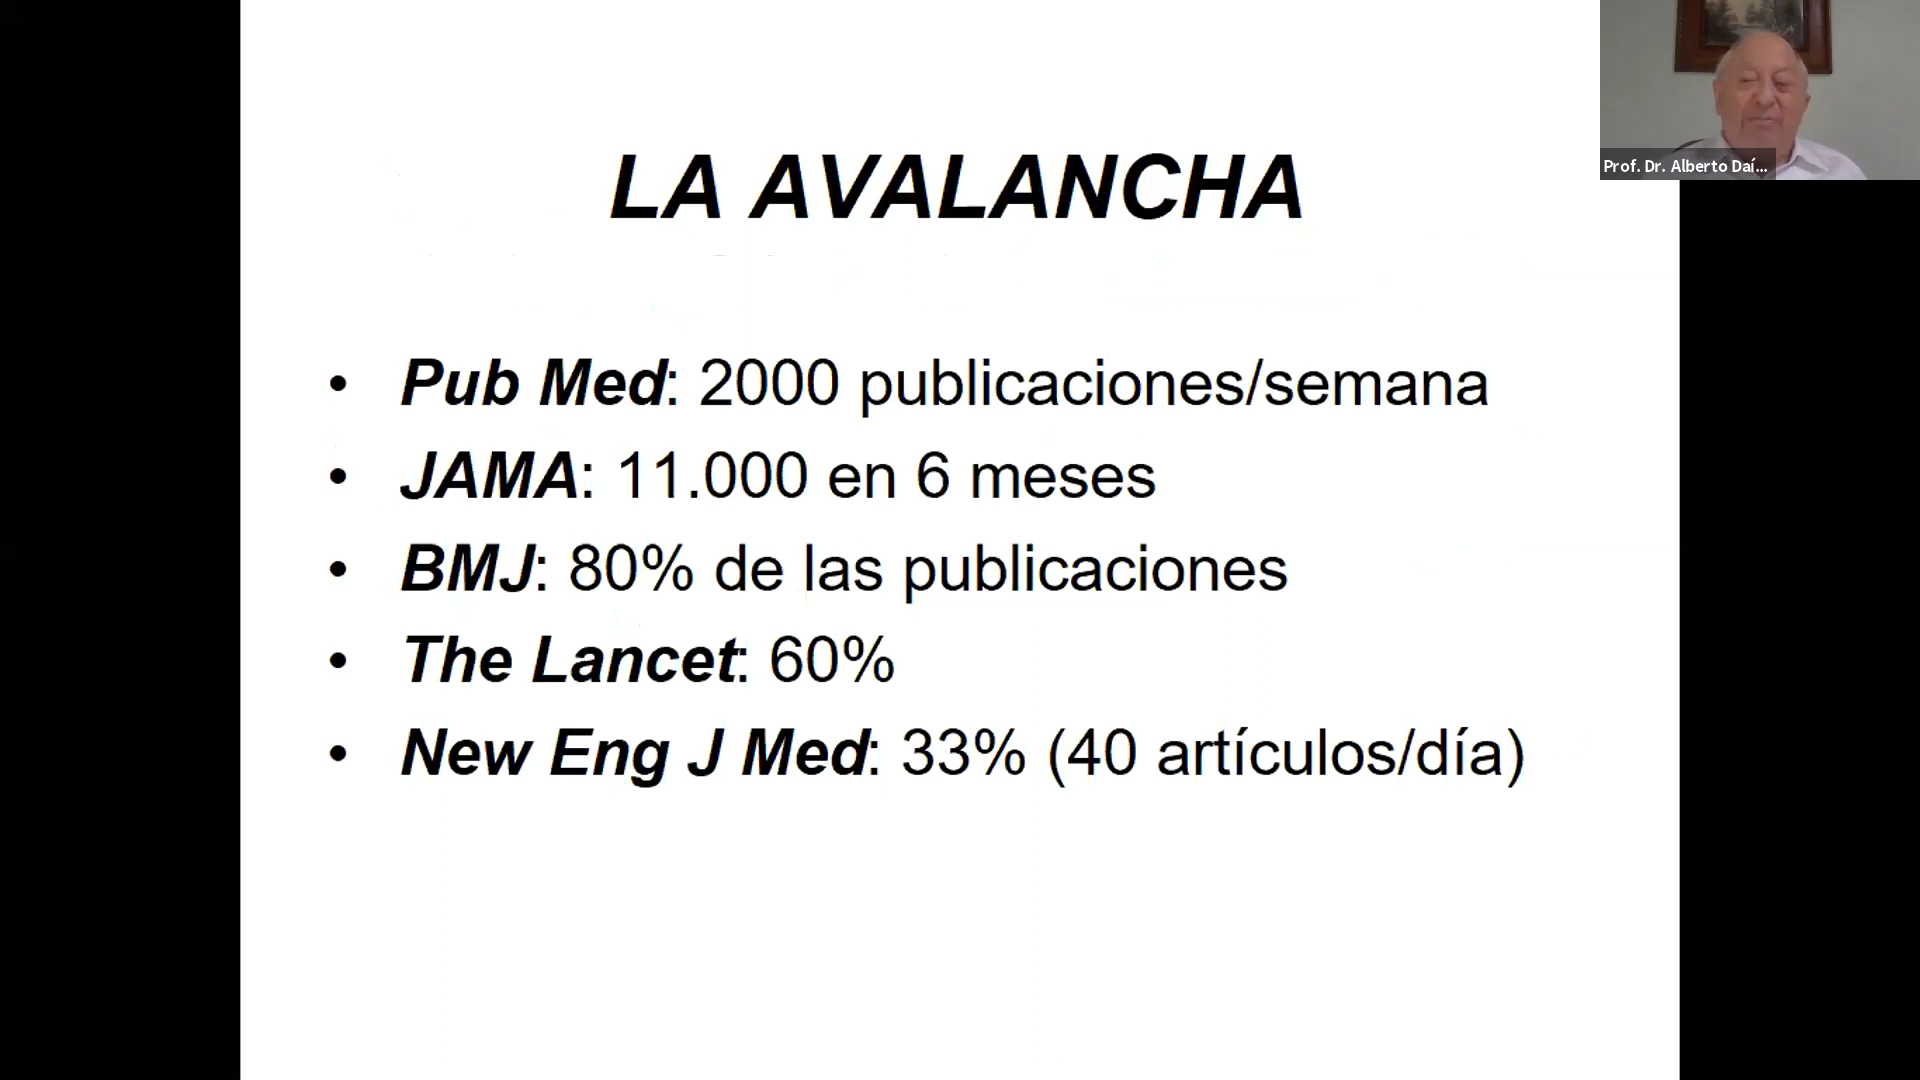 Prof. Dr. Alberto Daí...
LA AVALANCHA
• Pub Med: 2000 publicaciones/semana
• JAMA: 11.000 en 6 meses
• BMJ: 80% de las publicaciones
• The Lancet: 60%
• New Eng J Med: 33% (40 artículos/día)